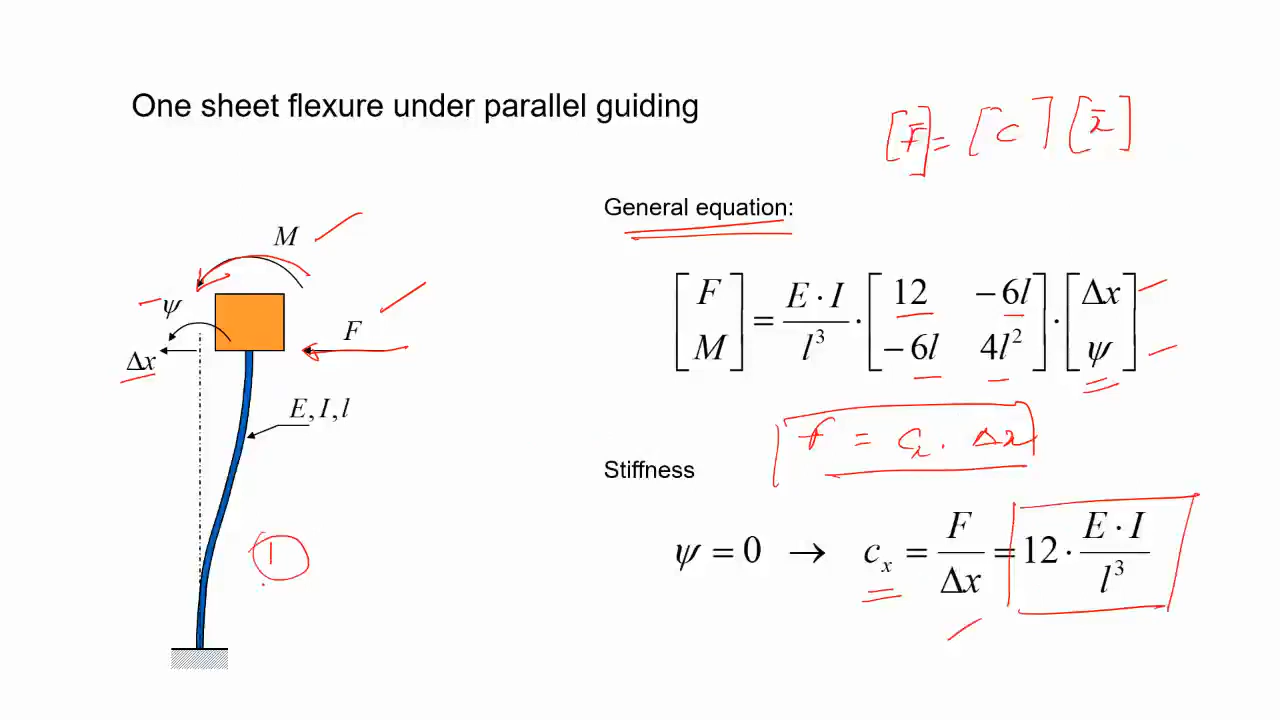 One sheet flexure under parallel guiding
[F̄] = [C] [x̄]
General equation:
M
ψ
F
Δx
E, I, l
[F M] = E · I / l³ · [12 −6l −6l 4l²] · [Δx ψ]
F = Cx . Δx
Stiffness
ψ = 0 → cx = F / Δx = 12 · E · I / l³
1